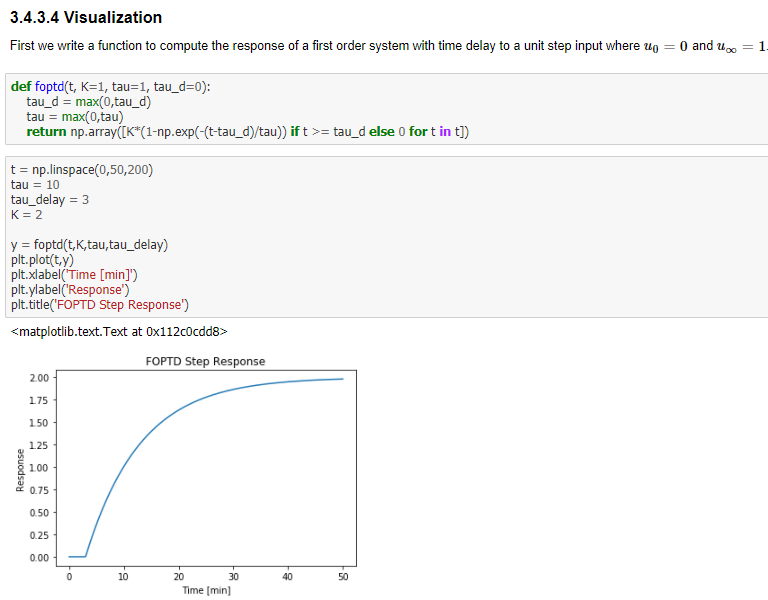 3.4.3.4 Visualization
First we write a function to compute the response of a first order system with time delay to a unit step input where u₀ = 0 and u∞ = 1.
def foptd(t, K=1, tau=1, tau_d=0):
    tau_d = max(0,tau_d)
    tau = max(0,tau)
    return np.array([K*(1-np.exp(-(t-tau_d)/tau)) if t >= tau_d else 0 for t in t])
t = np.linspace(0,50,200)
tau = 10
tau_delay = 3
K = 2
y = foptd(t,K,tau,tau_delay)
plt.plot(t,y)
plt.xlabel('Time [min]')
plt.ylabel('Response')
plt.title('FOPTD Step Response')
<matplotlib.text.Text at 0x112c0cdd8>
FOPTD Step Response
2.00
1.75
1.50
1.25
1.00
0.75
0.50
0.25
0.00
Response
0 10 20 30 40 50
Time [min]